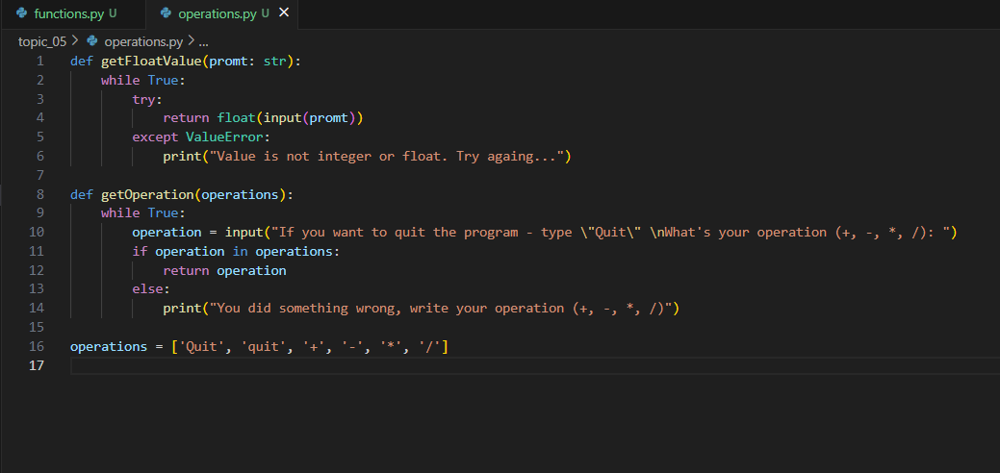 functions.py U operations.py U ×
topic_05 > operations.py > ...
1 def getFloatValue(promt: str):
2     while True:
3         try:
4             return float(input(promt))
5         except ValueError:
6             print("Value is not integer or float. Try againg...")
7
8 def getOperation(operations):
9     while True:
10         operation = input("If you want to quit the program - type \"Quit\" \nWhat's your operation (+, -, *, /): ")
11         if operation in operations:
12             return operation
13         else:
14             print("You did something wrong, write your operation (+, -, *, /)")
15
16 operations = ['Quit', 'quit', '+', '-', '*', '/']
17